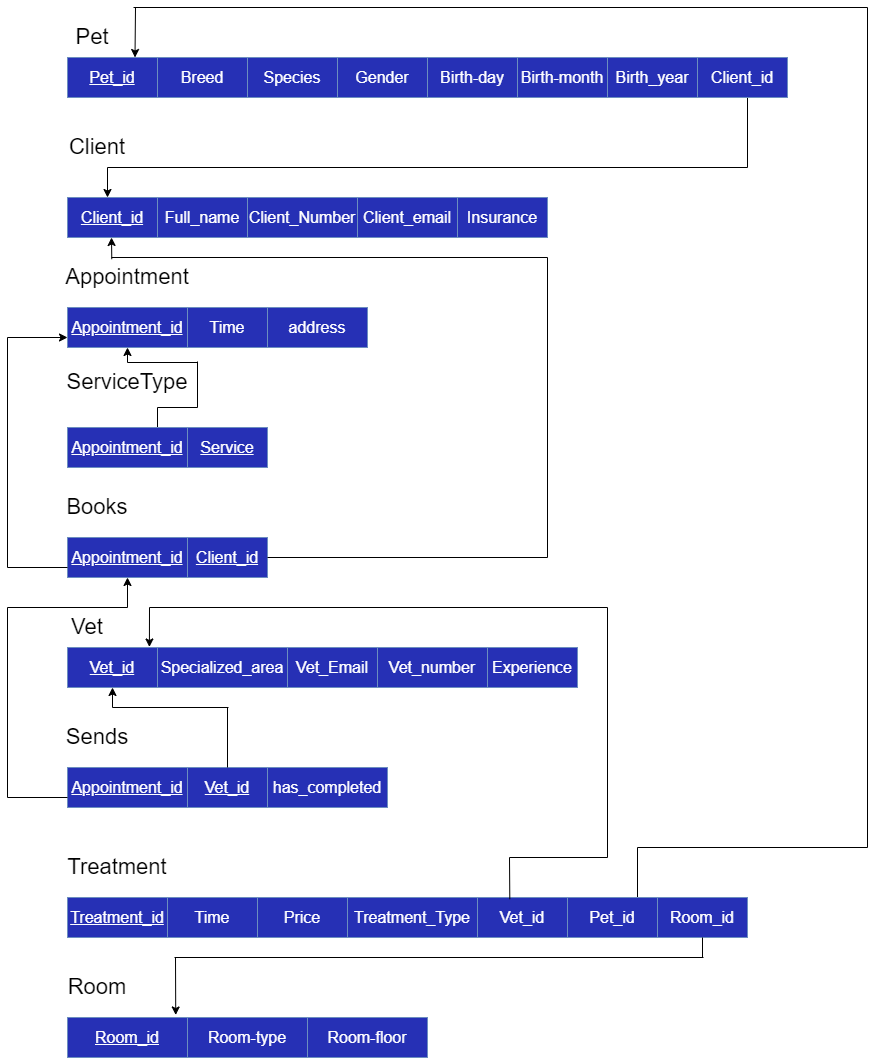 Pet
Pet_id Breed Species Gender Birth-day Birth-month Birth_year Client_id
Client
Client_id Full_name Client_Number Client_email Insurance
Appointment
Appointment_id Time address
ServiceType
Appointment_id Service
Books
Appointment_id Client_id
Vet
Vet_id Specialized_area Vet_Email Vet_number Experience
Sends
Appointment_id Vet_id has_completed
Treatment
Treatment_id Time Price Treatment_Type Vet_id Pet_id Room_id
Room
Room_id Room-type Room-floor